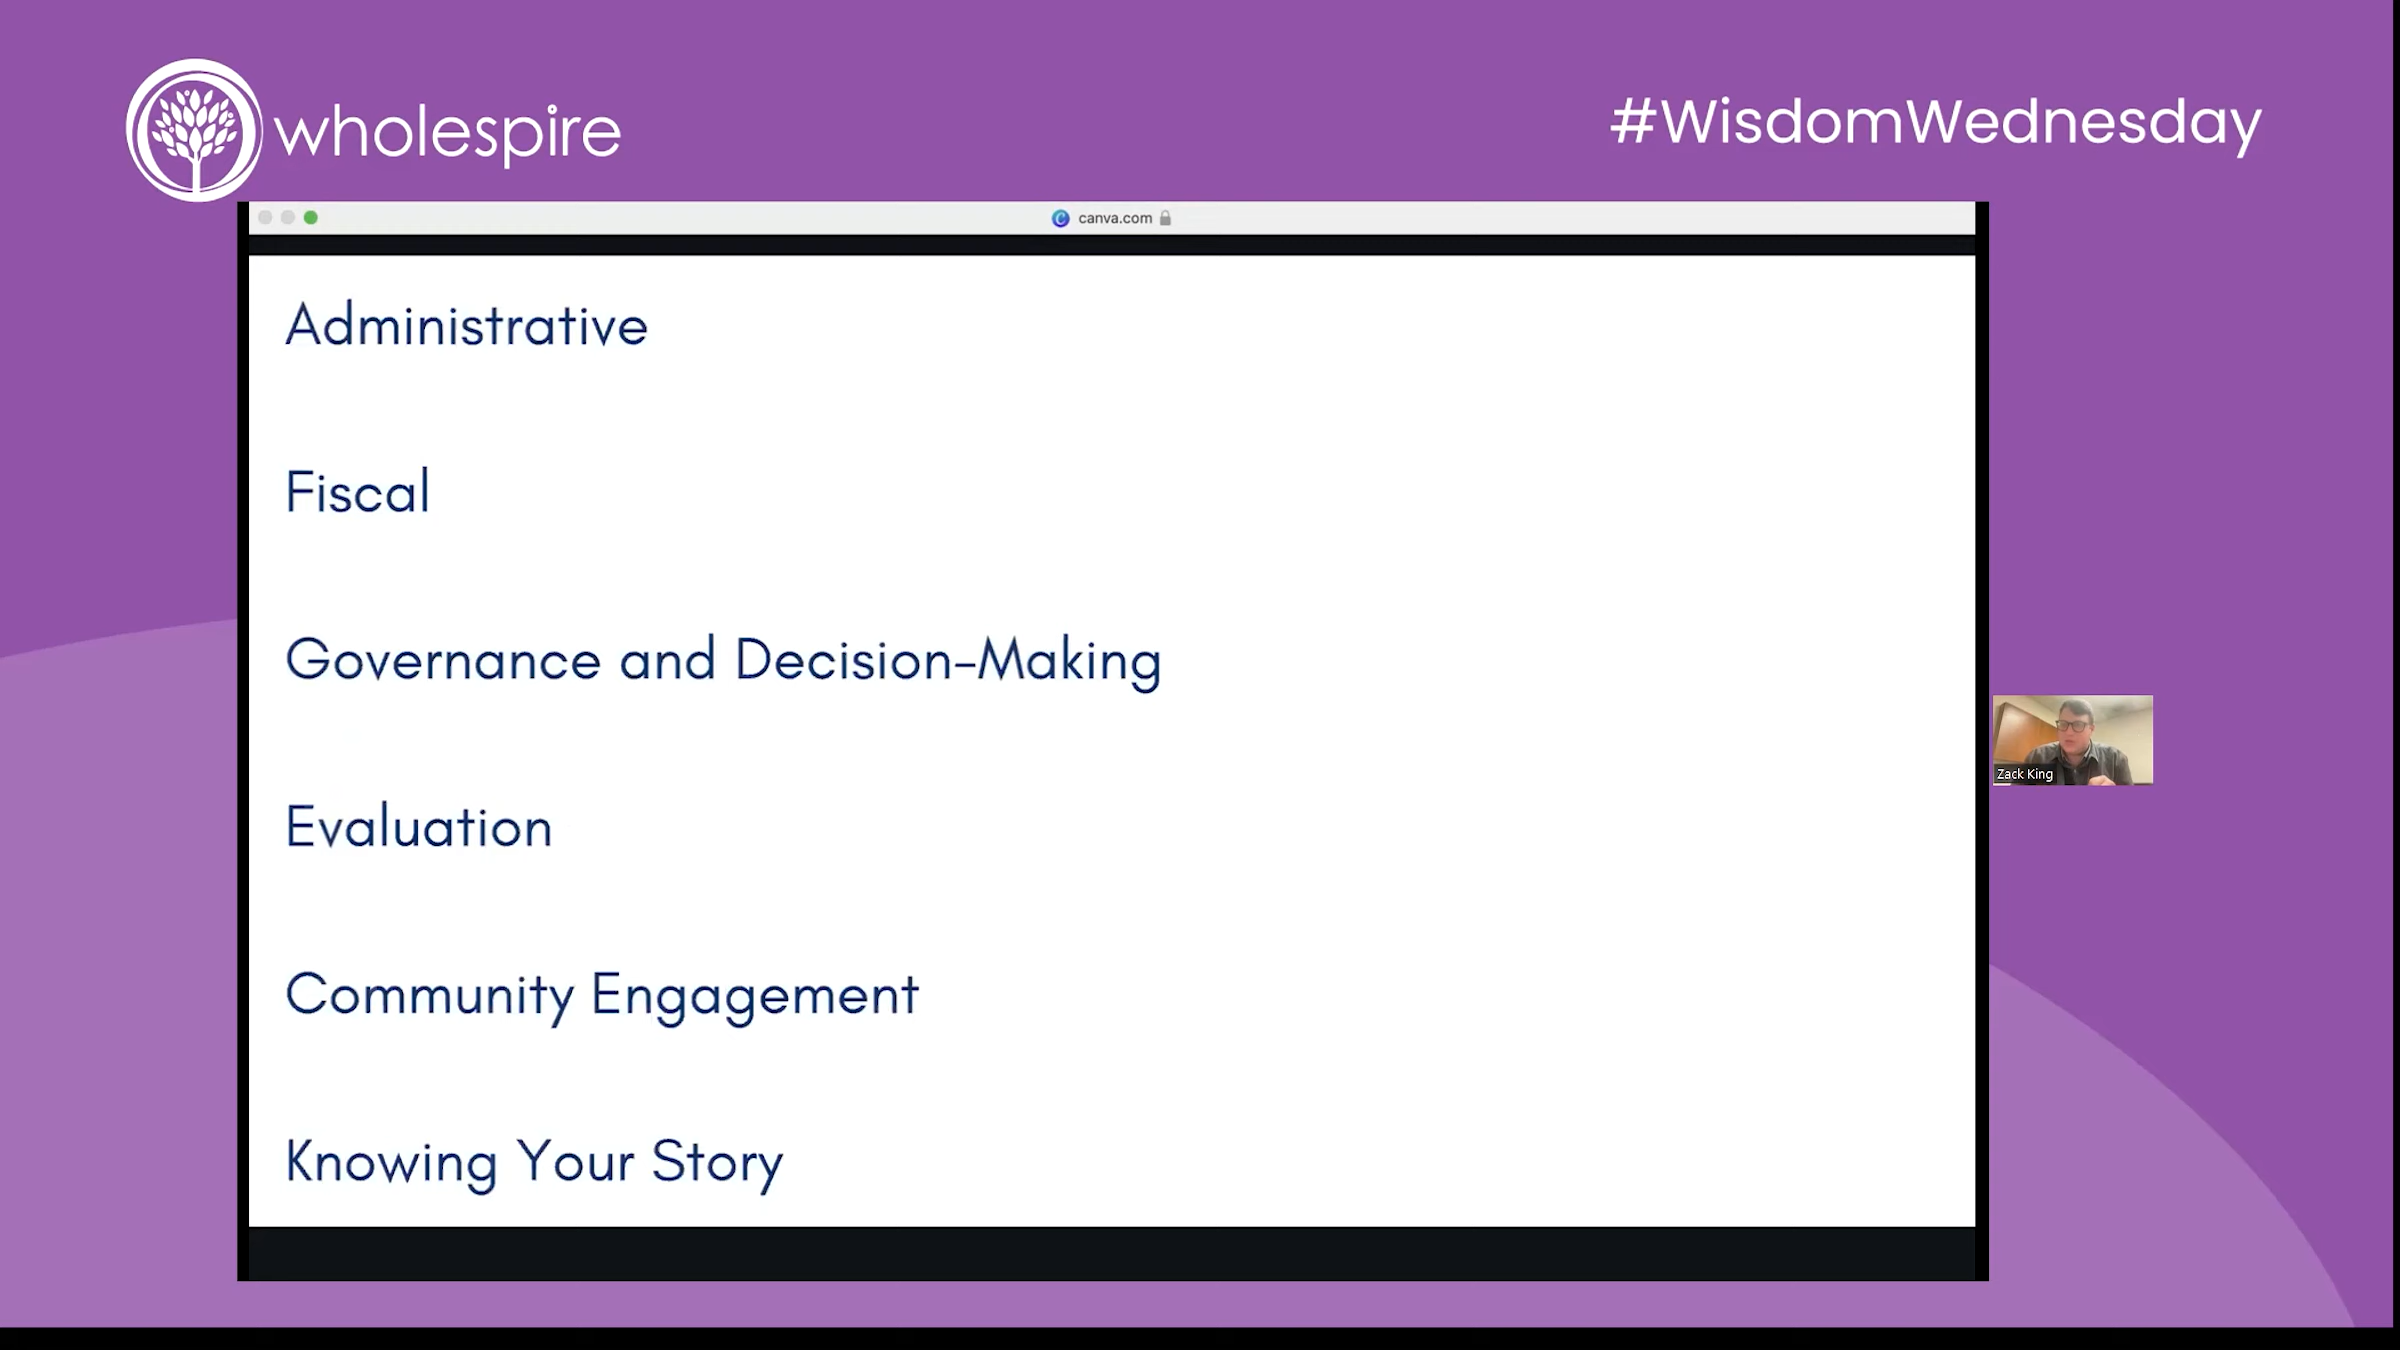 wholespire
#WisdomWednesday
canva.com
Administrative
Fiscal
Governance and Decision-Making
Evaluation
Community Engagement
Knowing Your Story
Zack King